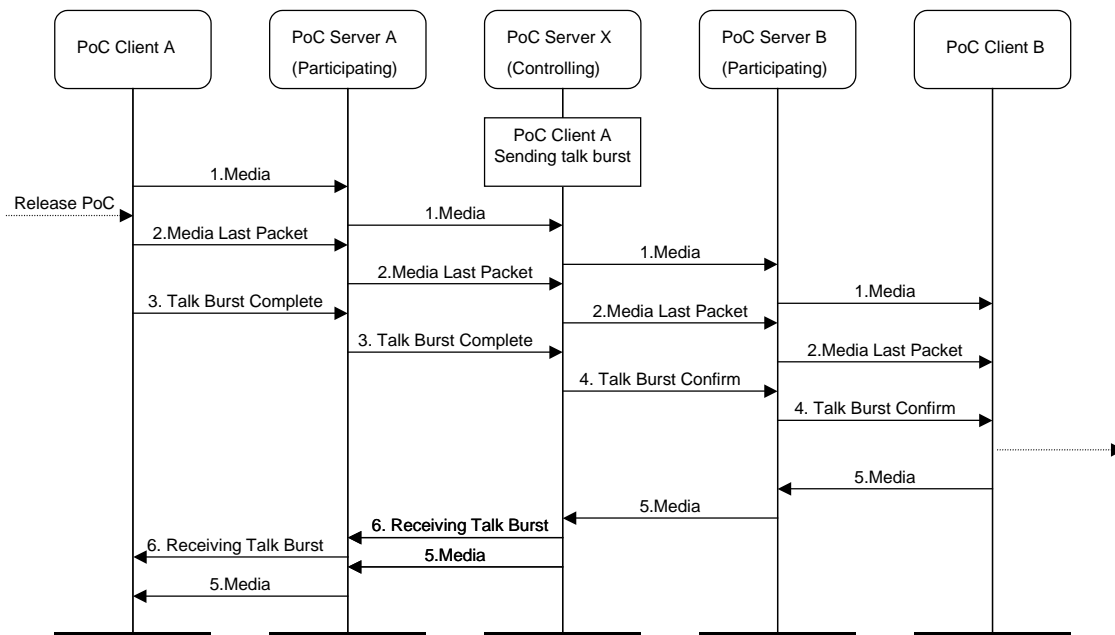 PoC Client A
PoC Server A
(Participating)
PoC Server X
(Controlling)
PoC Server B
(Participating)
PoC Client B
PoC Client A
Sending talk burst
1.Media
Release PoC
1.Media
2.Media Last Packet
1.Media
2.Media Last Packet
1.Media
3. Talk Burst Complete
2.Media Last Packet
3. Talk Burst Complete
2.Media Last Packet
4. Talk Burst Confirm
4. Talk Burst Confirm
5.Media
5.Media
6. Receiving Talk Burst
6. Receiving Talk Burst
5.Media
5.Media